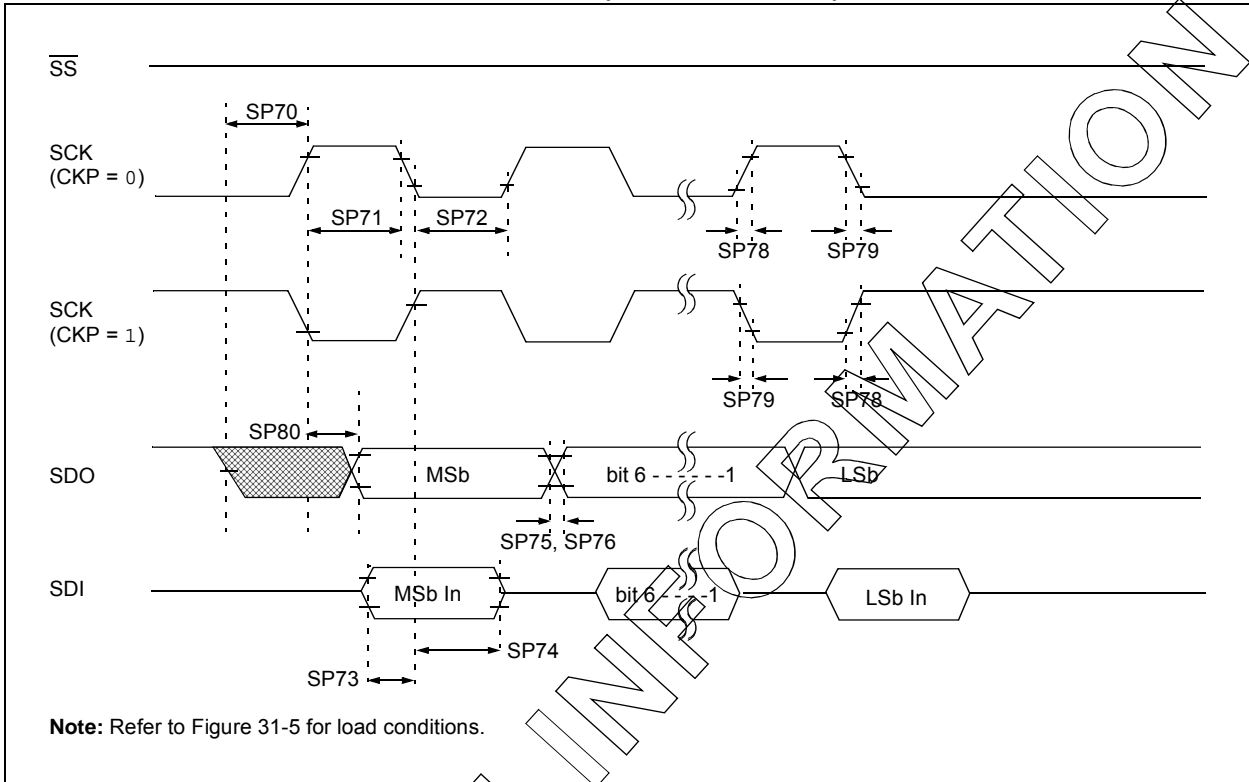 SS
SP70
SCK
(CKP = 0)
SP71 SP72
SP78 SP79
SCK
(CKP = 1)
SP79 SP78
SP80
SDO MSb bit 6 - - - - - -1 LSb
SP75, SP76
SDI MSb In bit 6 - - - - -1 LSb In
SP74
SP73
Note: Refer to Figure 31-5 for load conditions.
INFORMATION